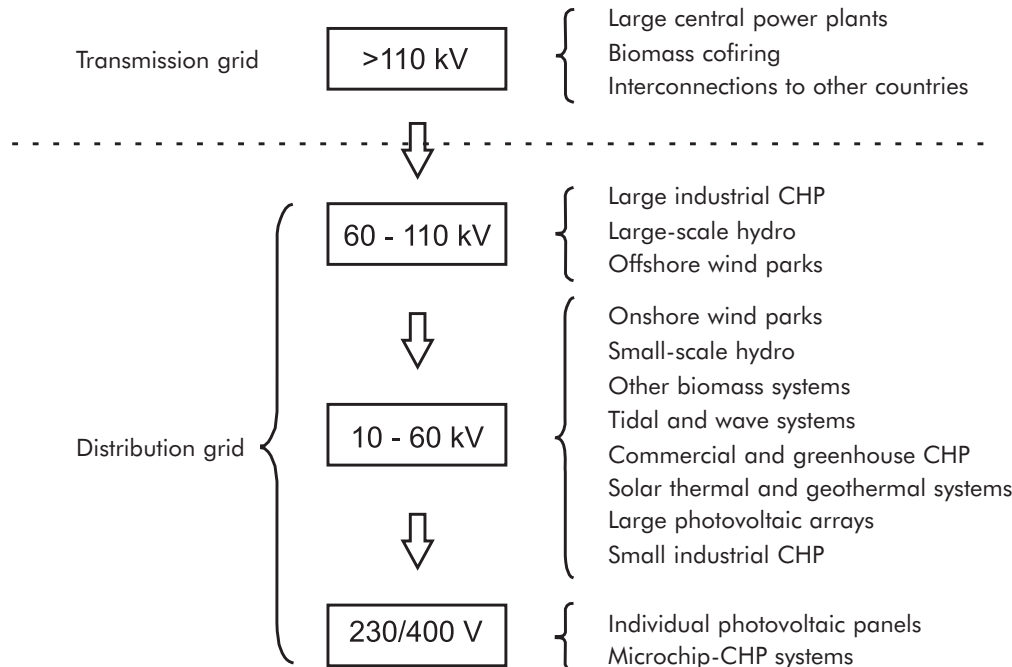 Transmission grid
>110 kV
Large central power plants
Biomass cofiring
Interconnections to other countries
Distribution grid
60 - 110 kV
Large industrial CHP
Large-scale hydro
Offshore wind parks
10 - 60 kV
Onshore wind parks
Small-scale hydro
Other biomass systems
Tidal and wave systems
Commercial and greenhouse CHP
Solar thermal and geothermal systems
Large photovoltaic arrays
Small industrial CHP
230/400 V
Individual photovoltaic panels
Microchip-CHP systems